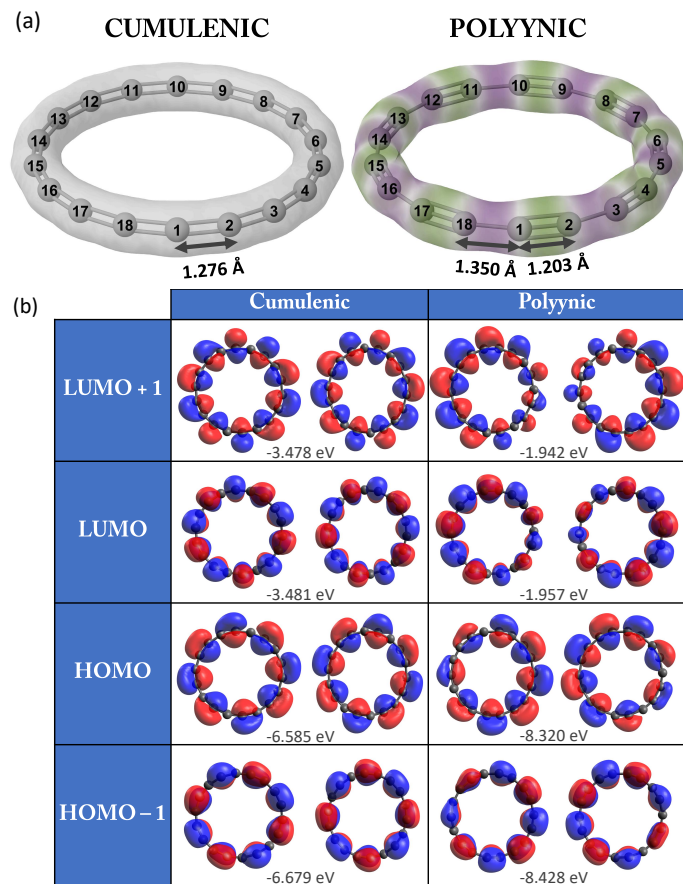 (a)
CUMULENIC
POLYYNIC
10
11
9
12
8
13
7
14
6
15
5
16
4
17
3
18
1
2
1.276 Å
10
11
9
12
8
13
7
14
6
15
5
16
4
17
3
18
1
2
1.350 Å
1.203 Å
(b)
Cumulenic
Polyynic
LUMO + 1
-3.478 eV
-1.942 eV
LUMO
-3.481 eV
-1.957 eV
HOMO
-6.585 eV
-8.320 eV
HOMO – 1
-6.679 eV
-8.428 eV